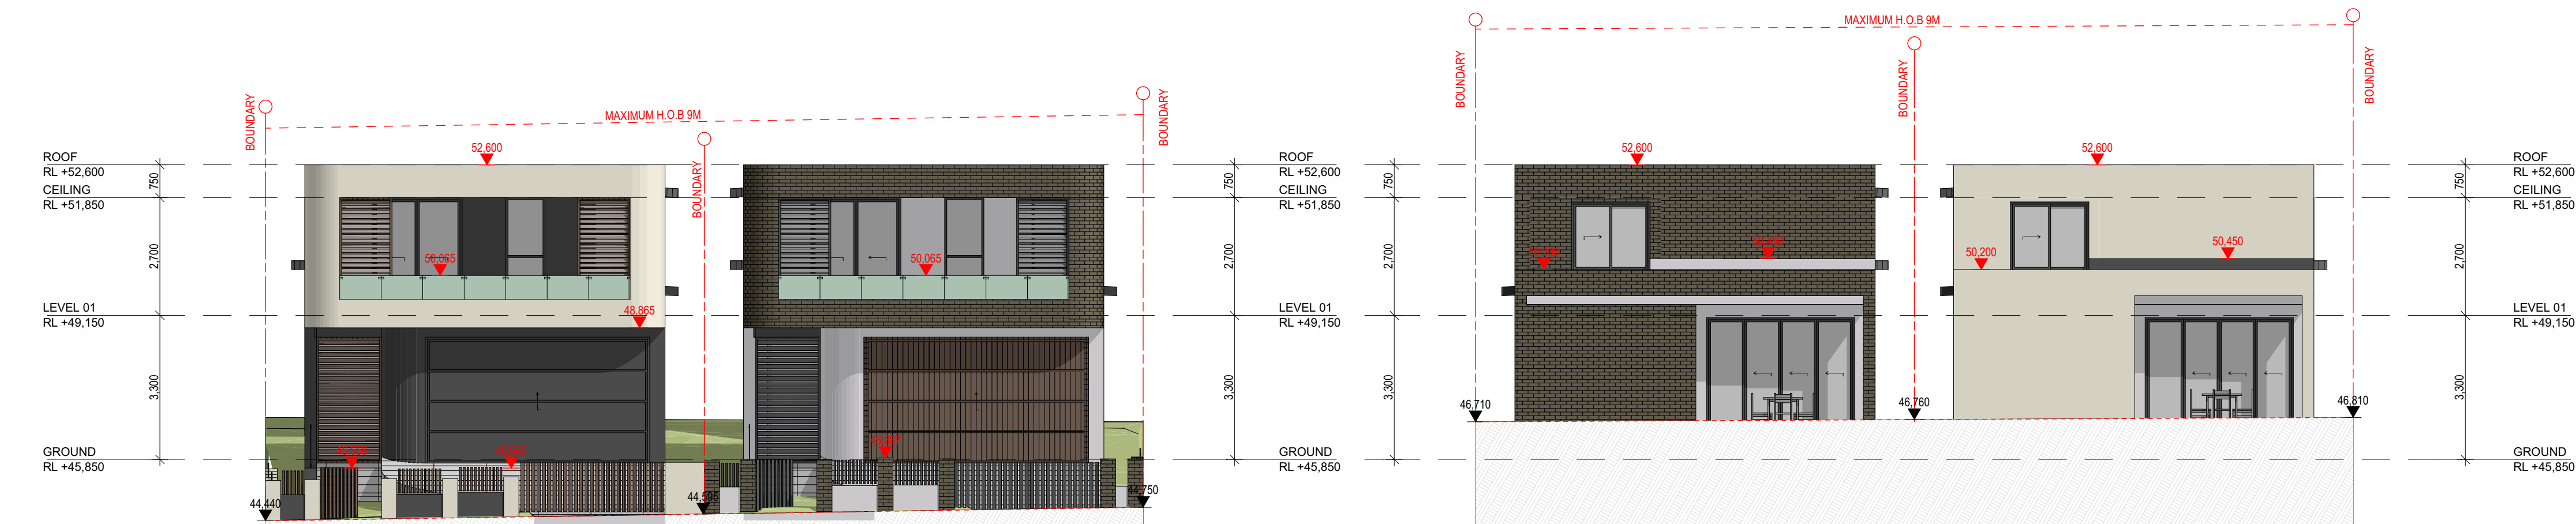 MAXIMUM H.O.B 9M
BOUNDARY
BOUNDARY
BOUNDARY
ROOF
RL +52,600
CEILING
RL +51,850
LEVEL 01
RL +49,150
GROUND
RL +45,850
750
2,700
3,300
52,600
50,065
50,065
48,865
44,440
44,595
44,750
750
2,700
3,300
ROOF
RL +52,600
CEILING
RL +51,850
LEVEL 01
RL +49,150
GROUND
RL +45,850
750
2,700
3,300
MAXIMUM H.O.B 9M
BOUNDARY
BOUNDARY
BOUNDARY
52,600
52,600
50,200
50,450
46,710
46,760
46,810
750
2,700
3,300
ROOF
RL +52,600
CEILING
RL +51,850
LEVEL 01
RL +49,150
GROUND
RL +45,850